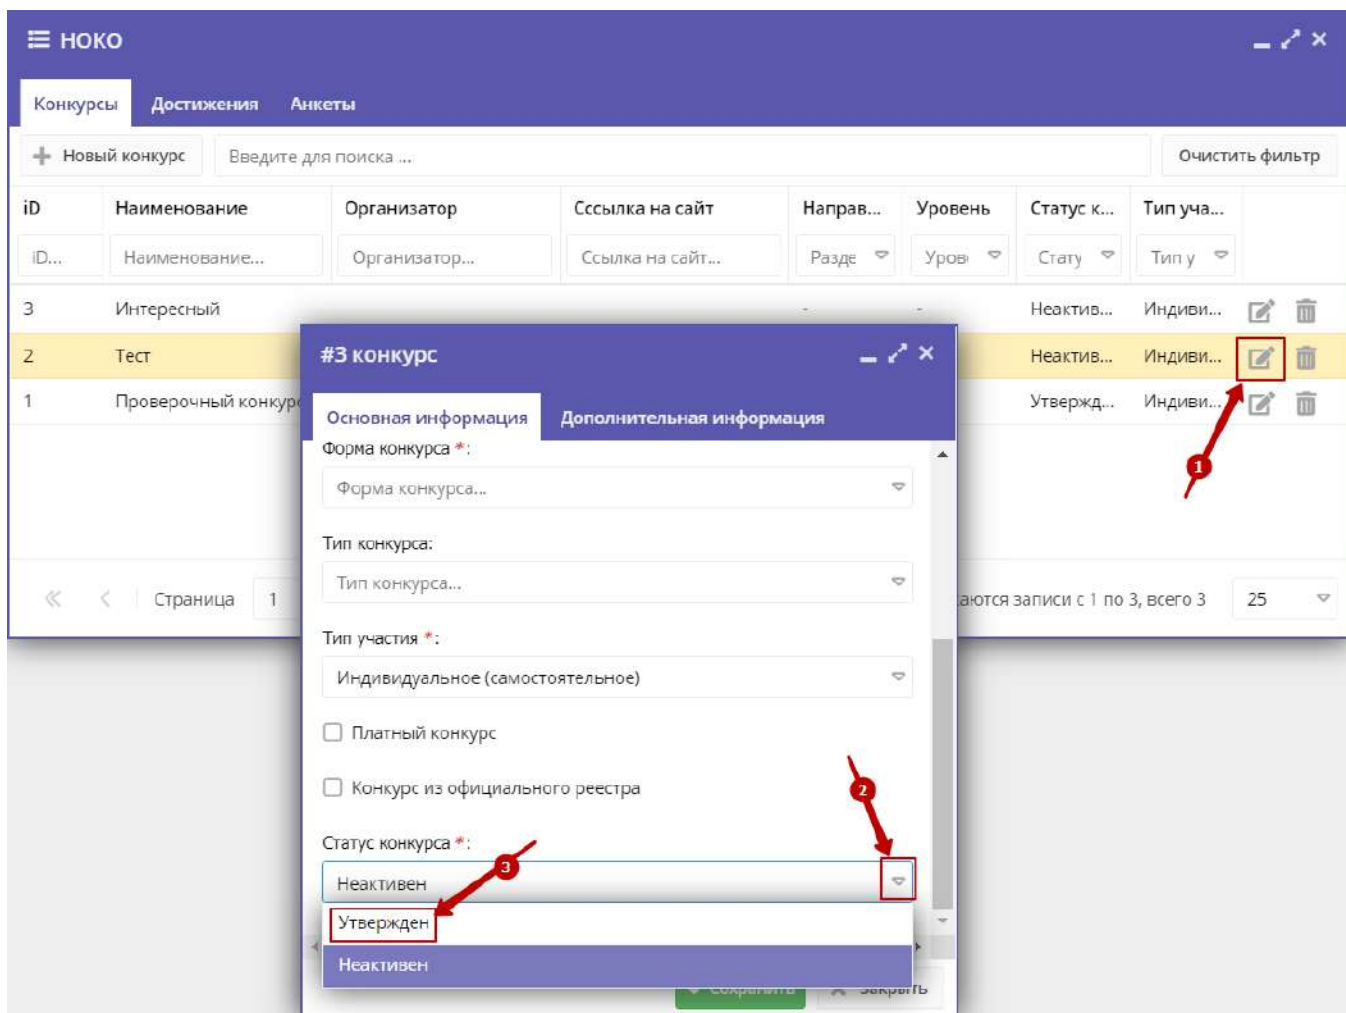 НОКО
Конкурсы Достижения Анкеты
Новый конкурс Введите для поиска ... Очистить фильтр
iD Наименование Организатор Сссылка на сайт Направ... Уровень Статус к... Тип уча...
iD... Наименование... Организатор... Ссылка на сайт... Разде Уров Стату Тип у
3 Интересный - - Неактив... Индиви...
2 Тест Неактив... Индиви...
1 Проверочный конкурс Утвержд... Индиви...
1
Страница 1 аются записи с 1 по 3, всего 3 25
#3 конкурс
Основная информация Дополнительная информация
Форма конкурса *:
Форма конкурса...
Тип конкурса:
Тип конкурса...
Тип участия *:
Индивидуальное (самостоятельное)
Платный конкурс
Конкурс из официального реестра
2
Статус конкурса *:
3
Неактивен
Утвержден
Неактивен
Сохранить Закрыть